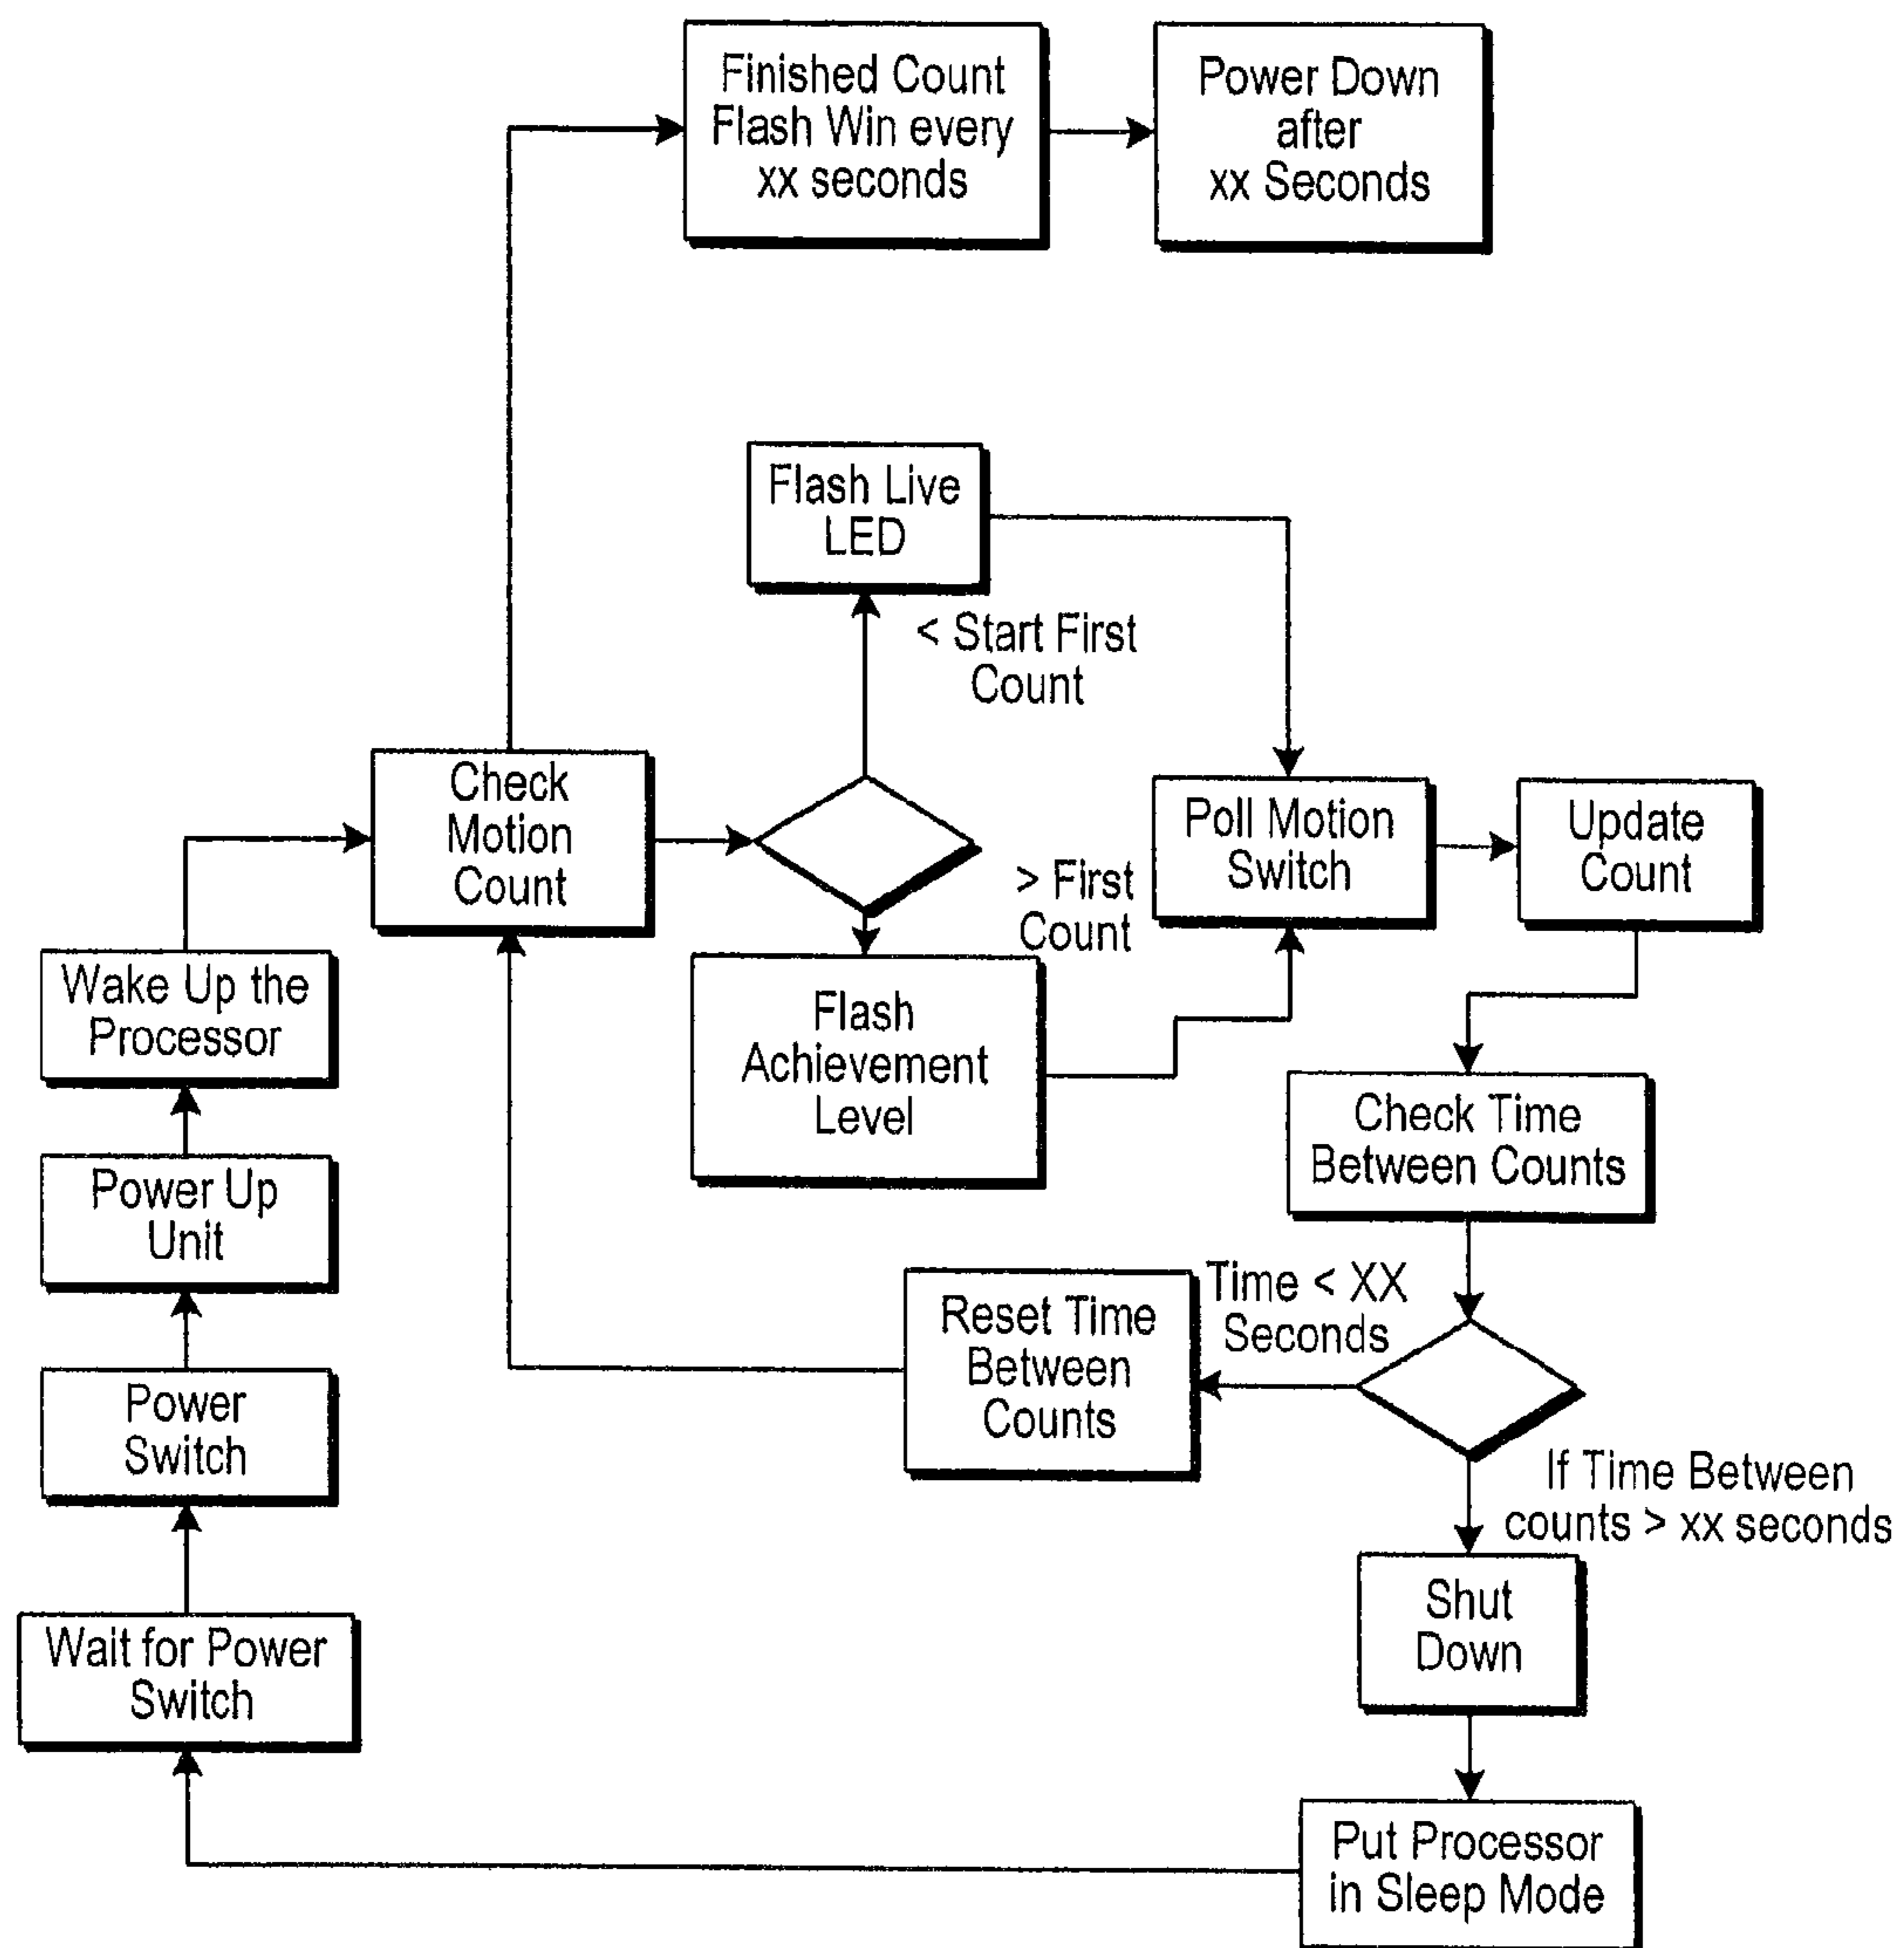 Finished Count
Flash Win every
xx seconds
Power Down
after
xx Seconds
Flash Live
LED
< Start First
Count
Check
Motion
Count
Poll Motion
Switch
Update
Count
> First
Count
Wake Up the
Processor
Flash
Achievement
Level
Check Time
Between Counts
Power Up
Unit
Time < XX
Seconds
Reset Time
Between
Counts
Power
Switch
If Time Between
counts > xx seconds
Shut
Down
Wait for Power
Switch
Put Processor
in Sleep Mode